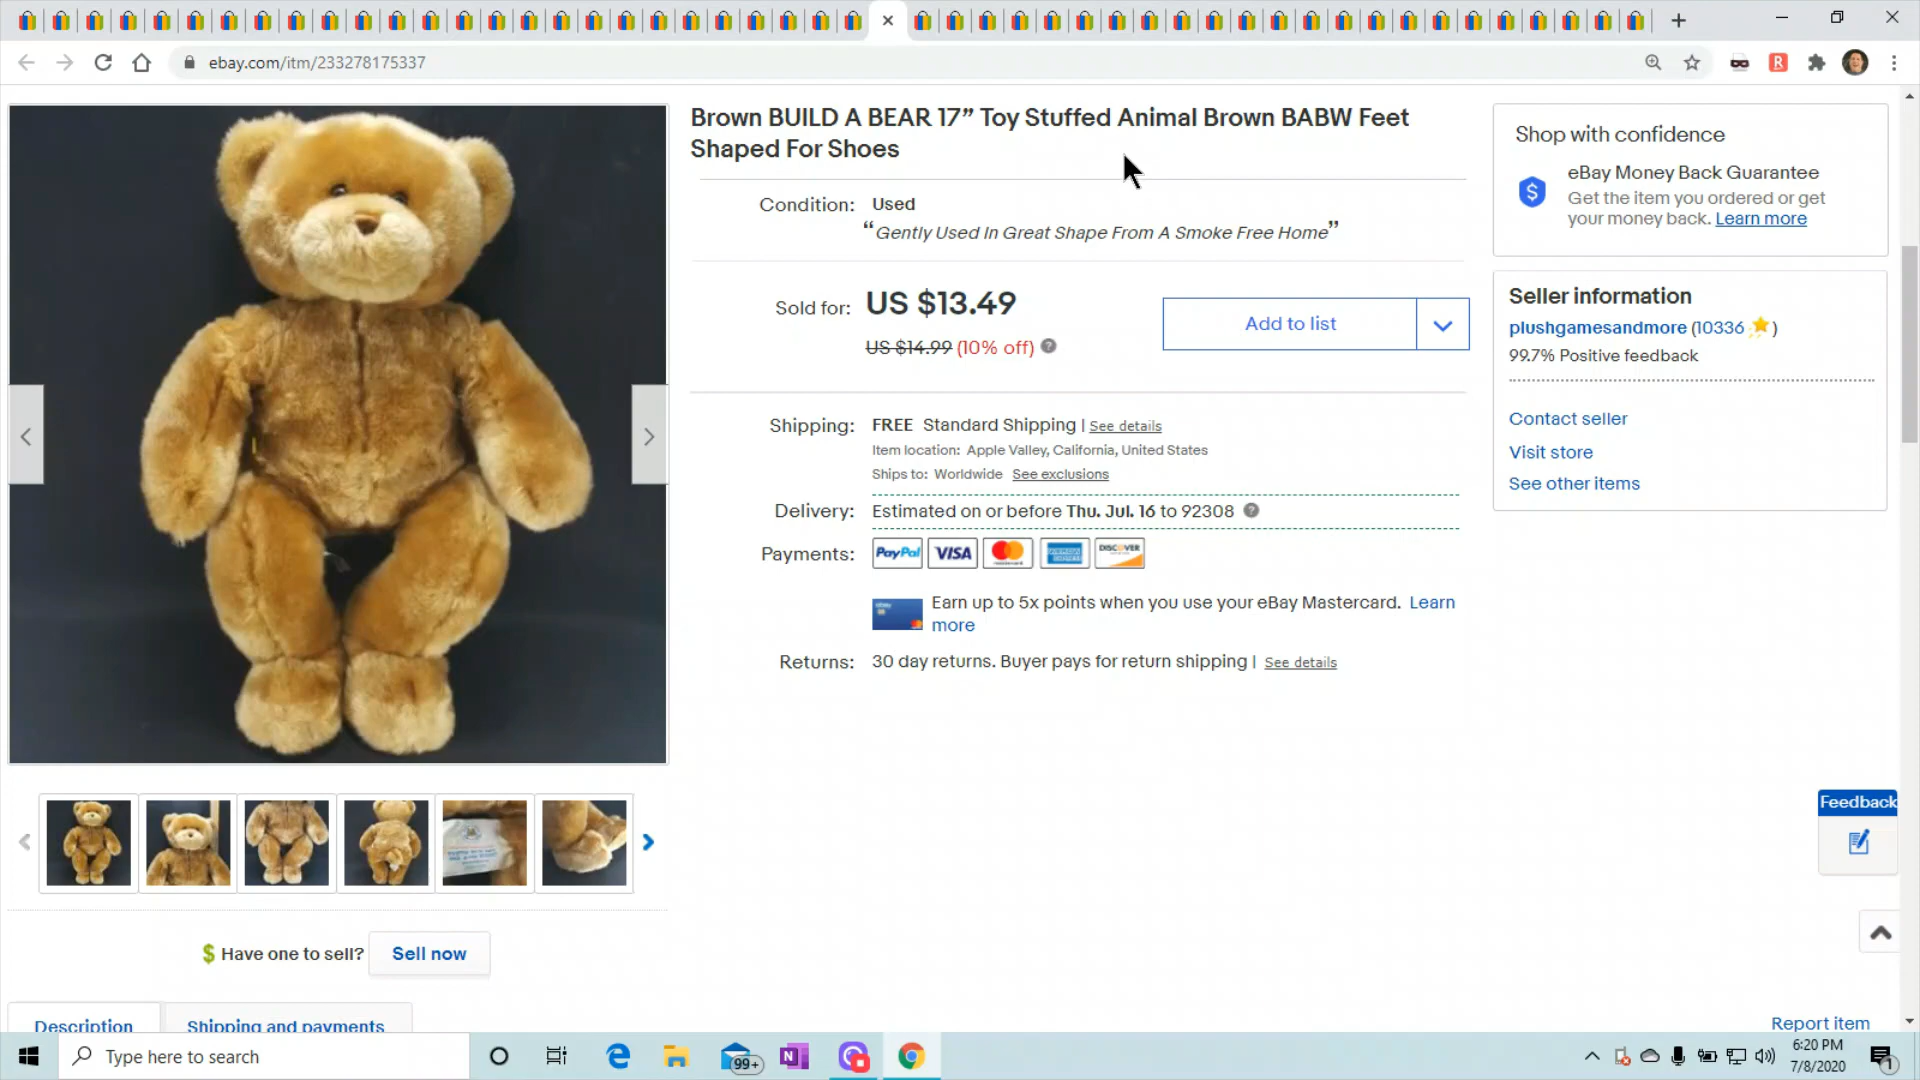 ebay.com/itm/233278175337
R
Brown BUILD A BEAR 17” Toy Stuffed Animal Brown BABW Feet
Shaped For Shoes
Condition: Used
“Gently Used In Great Shape From A Smoke Free Home”
Sold for: US $13.49
US $14.99 (10% off)
Add to list
Shipping: FREE Standard Shipping | See details
Item location: Apple Valley, California, United States
Ships to: Worldwide See exclusions
Delivery: Estimated on or before Thu. Jul. 16 to 92308
Payments: PayPal VISA DISCOVER
Earn up to 5x points when you use your eBay Mastercard. Learn
more
Returns: 30 day returns. Buyer pays for return shipping | See details
Shop with confidence
eBay Money Back Guarantee
Get the item you ordered or get
your money back. Learn more
Seller information
plushgamesandmore (10336 )
99.7% Positive feedback
Contact seller
Visit store
See other items
Feedback
$ Have one to sell? Sell now
Description
Shipping and payments
Report item
Type here to search
99+
N
6:20 PM
7/8/2020
1